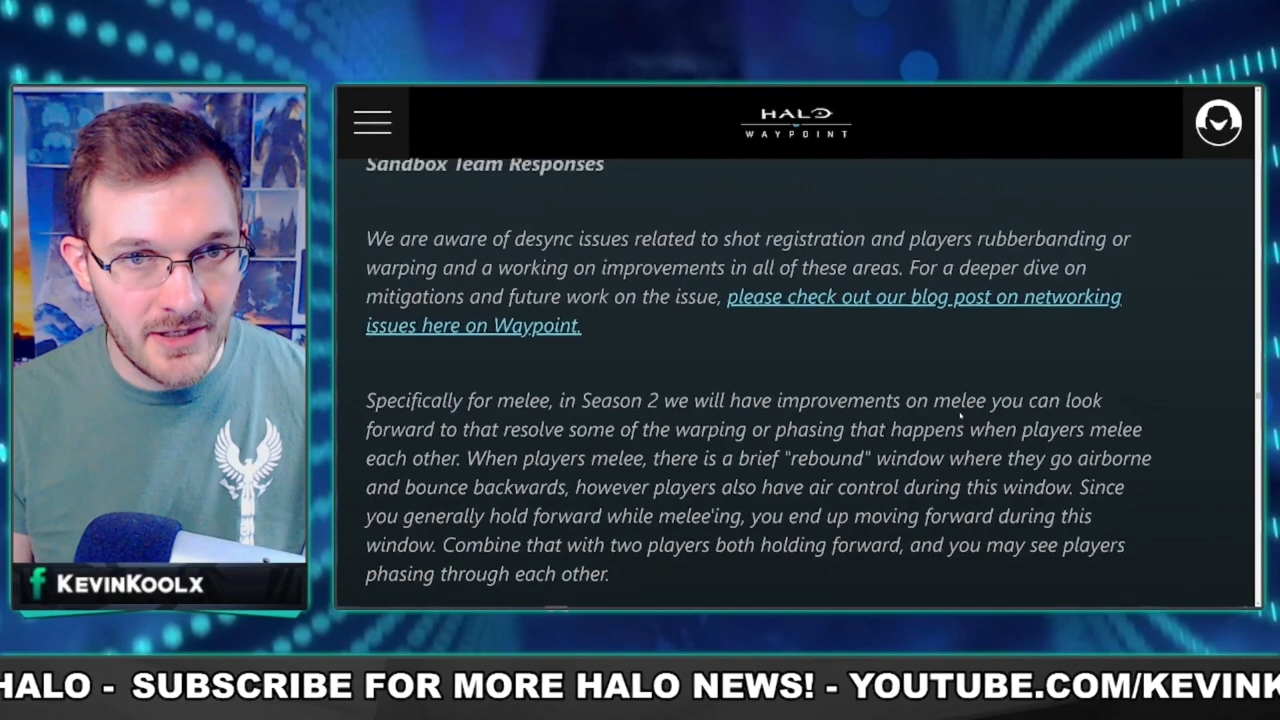 HALO
WAYPOINT
Sandbox Team Responses
We are aware of desync issues related to shot registration and players rubberbanding or
warping and a working on improvements in all of these areas. For a deeper dive on
mitigations and future work on the issue, please check out our blog post on networking
issues here on Waypoint.
Specifically for melee, in Season 2 we will have improvements on melee you can look
forward to that resolve some of the warping or phasing that happens when players melee
each other. When players melee, there is a brief "rebound" window where they go airborne
and bounce backwards, however players also have air control during this window. Since
you generally hold forward while melee'ing, you end up moving forward during this
window. Combine that with two players both holding forward, and you may see players
phasing through each other.
f KEVINKOOLX
HALO - SUBSCRIBE FOR MORE HALO NEWS! - YOUTUBE.COM/KEVINK